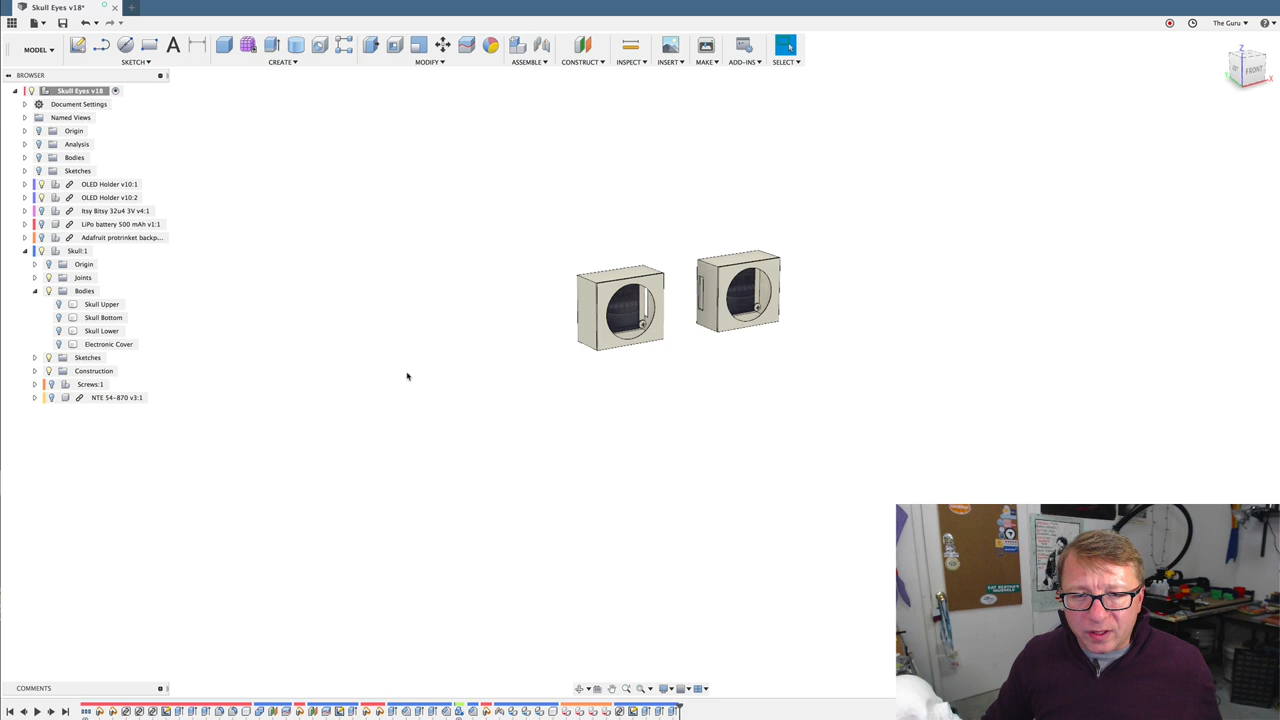 Skull Eyes v18*
The Guru
MODEL
SKETCH
CREATE
MODIFY
ASSEMBLE
CONSTRUCT
INSPECT
INSERT
MAKE
ADD-INS
SELECT
BROWSER
Z
FRONT
X
Y
Skull Eyes v18
Document Settings
Named Views
Origin
Analysis
Bodies
Sketches
OLED Holder v10:1
OLED Holder v10:2
Itsy Bitsy 32u4 3V v4:1
LiPo battery 500 mAh v1:1
Adafruit protrinket backp...
Skull:1
Origin
Joints
Bodies
Skull Upper
Skull Bottom
Skull Lower
Electronic Cover
Sketches
Construction
Screws:1
NTE 54-870 v3:1
COMMENTS